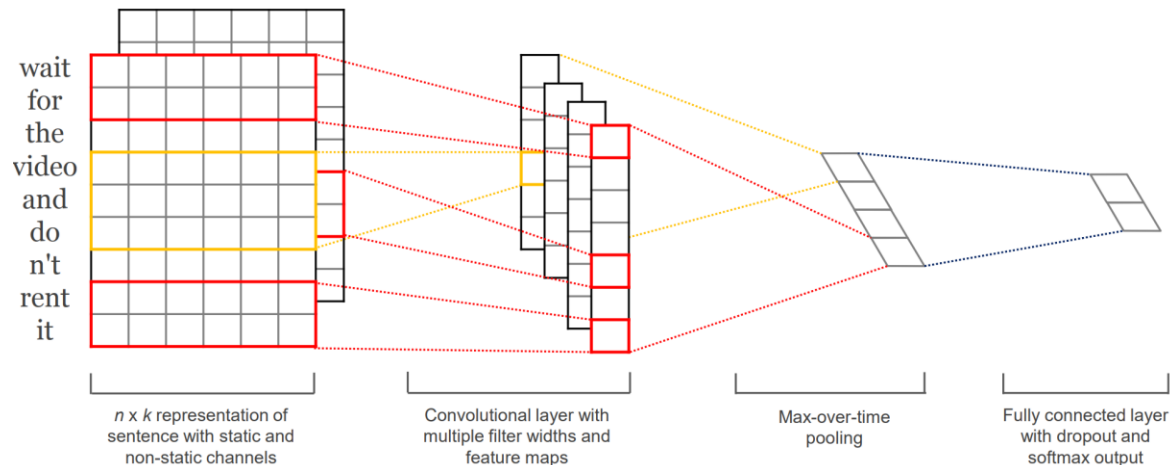 wait
for
the
video
and
do
n't
rent
it
n x k representation of
sentence with static and
non-static channels
Convolutional layer with
multiple filter widths and
feature maps
Max-over-time
pooling
Fully connected layer
with dropout and
softmax output